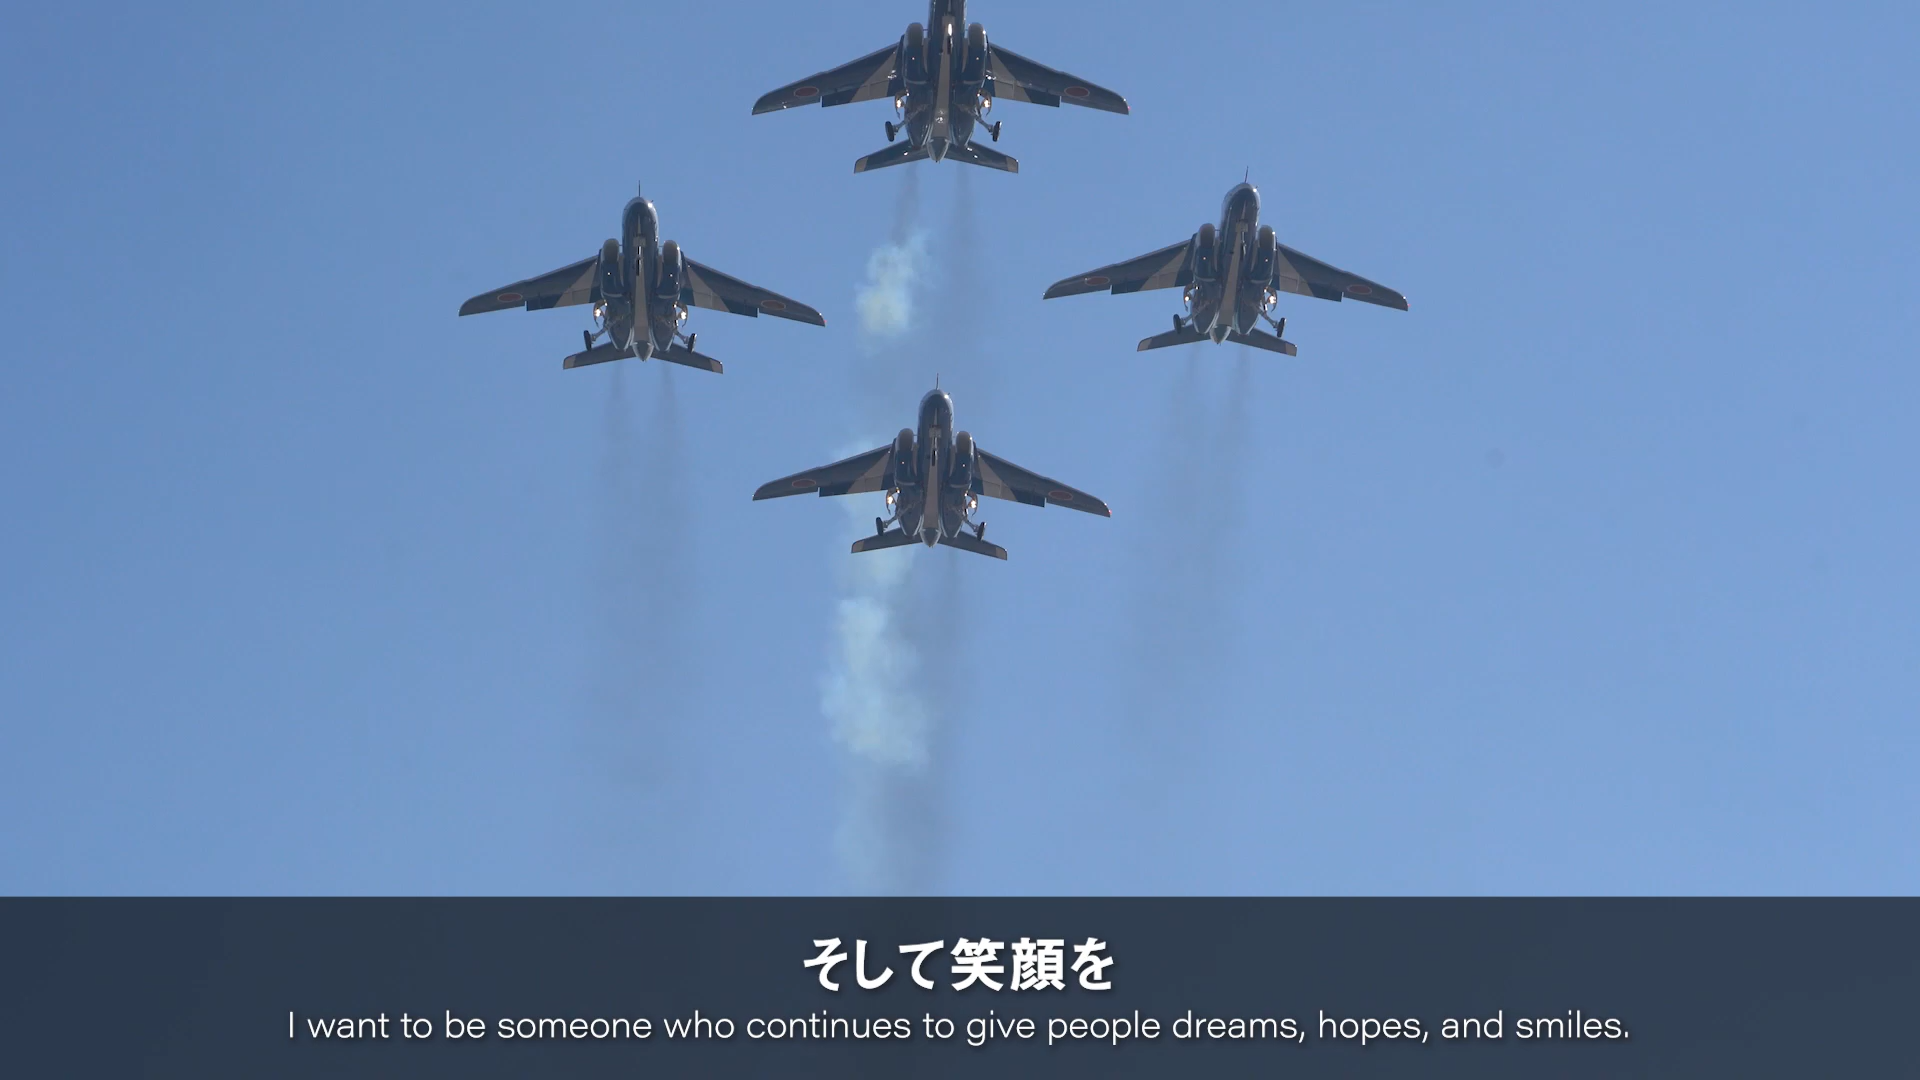 そして笑顔を
I want to be someone who continues to give people dreams, hopes, and smiles.